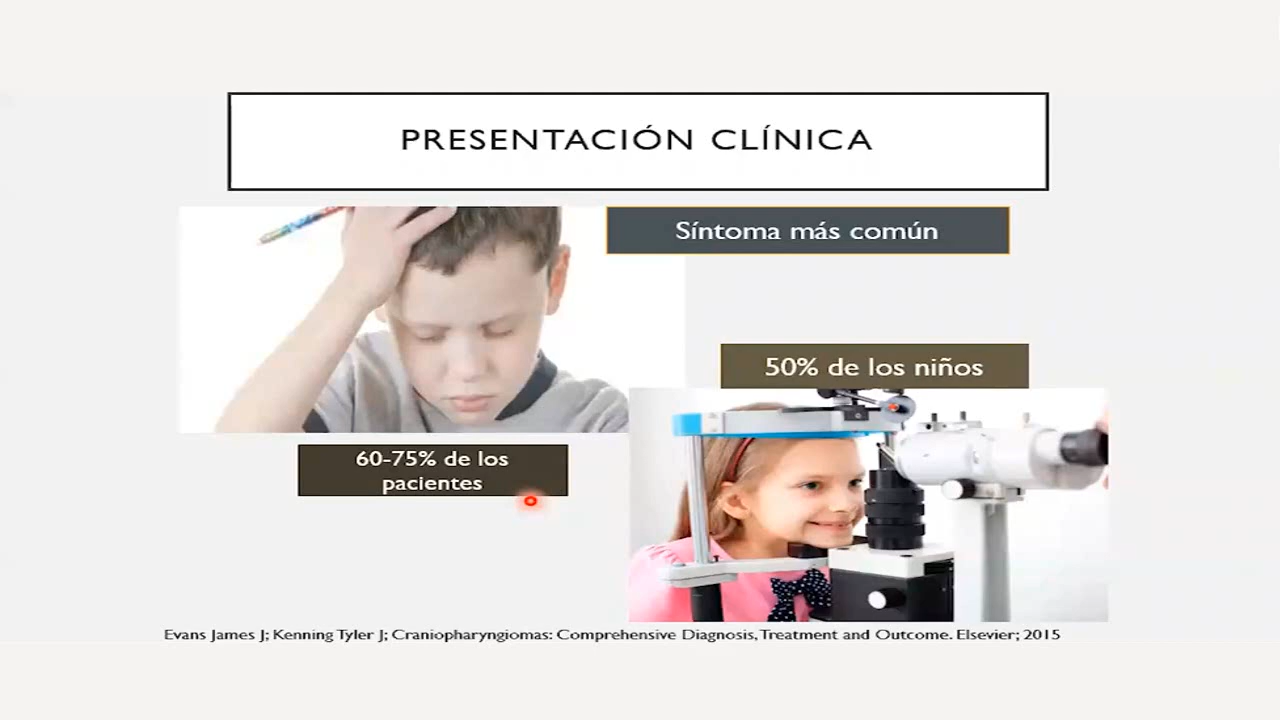 PRESENTACIÓN CLÍNICA
Síntoma más común
50% de los niños
60-75% de los
pacientes
Evans James J; Kenning Tyler J; Craniopharyngiomas: Comprehensive Diagnosis, Treatment and Outcome. Elsevier; 2015